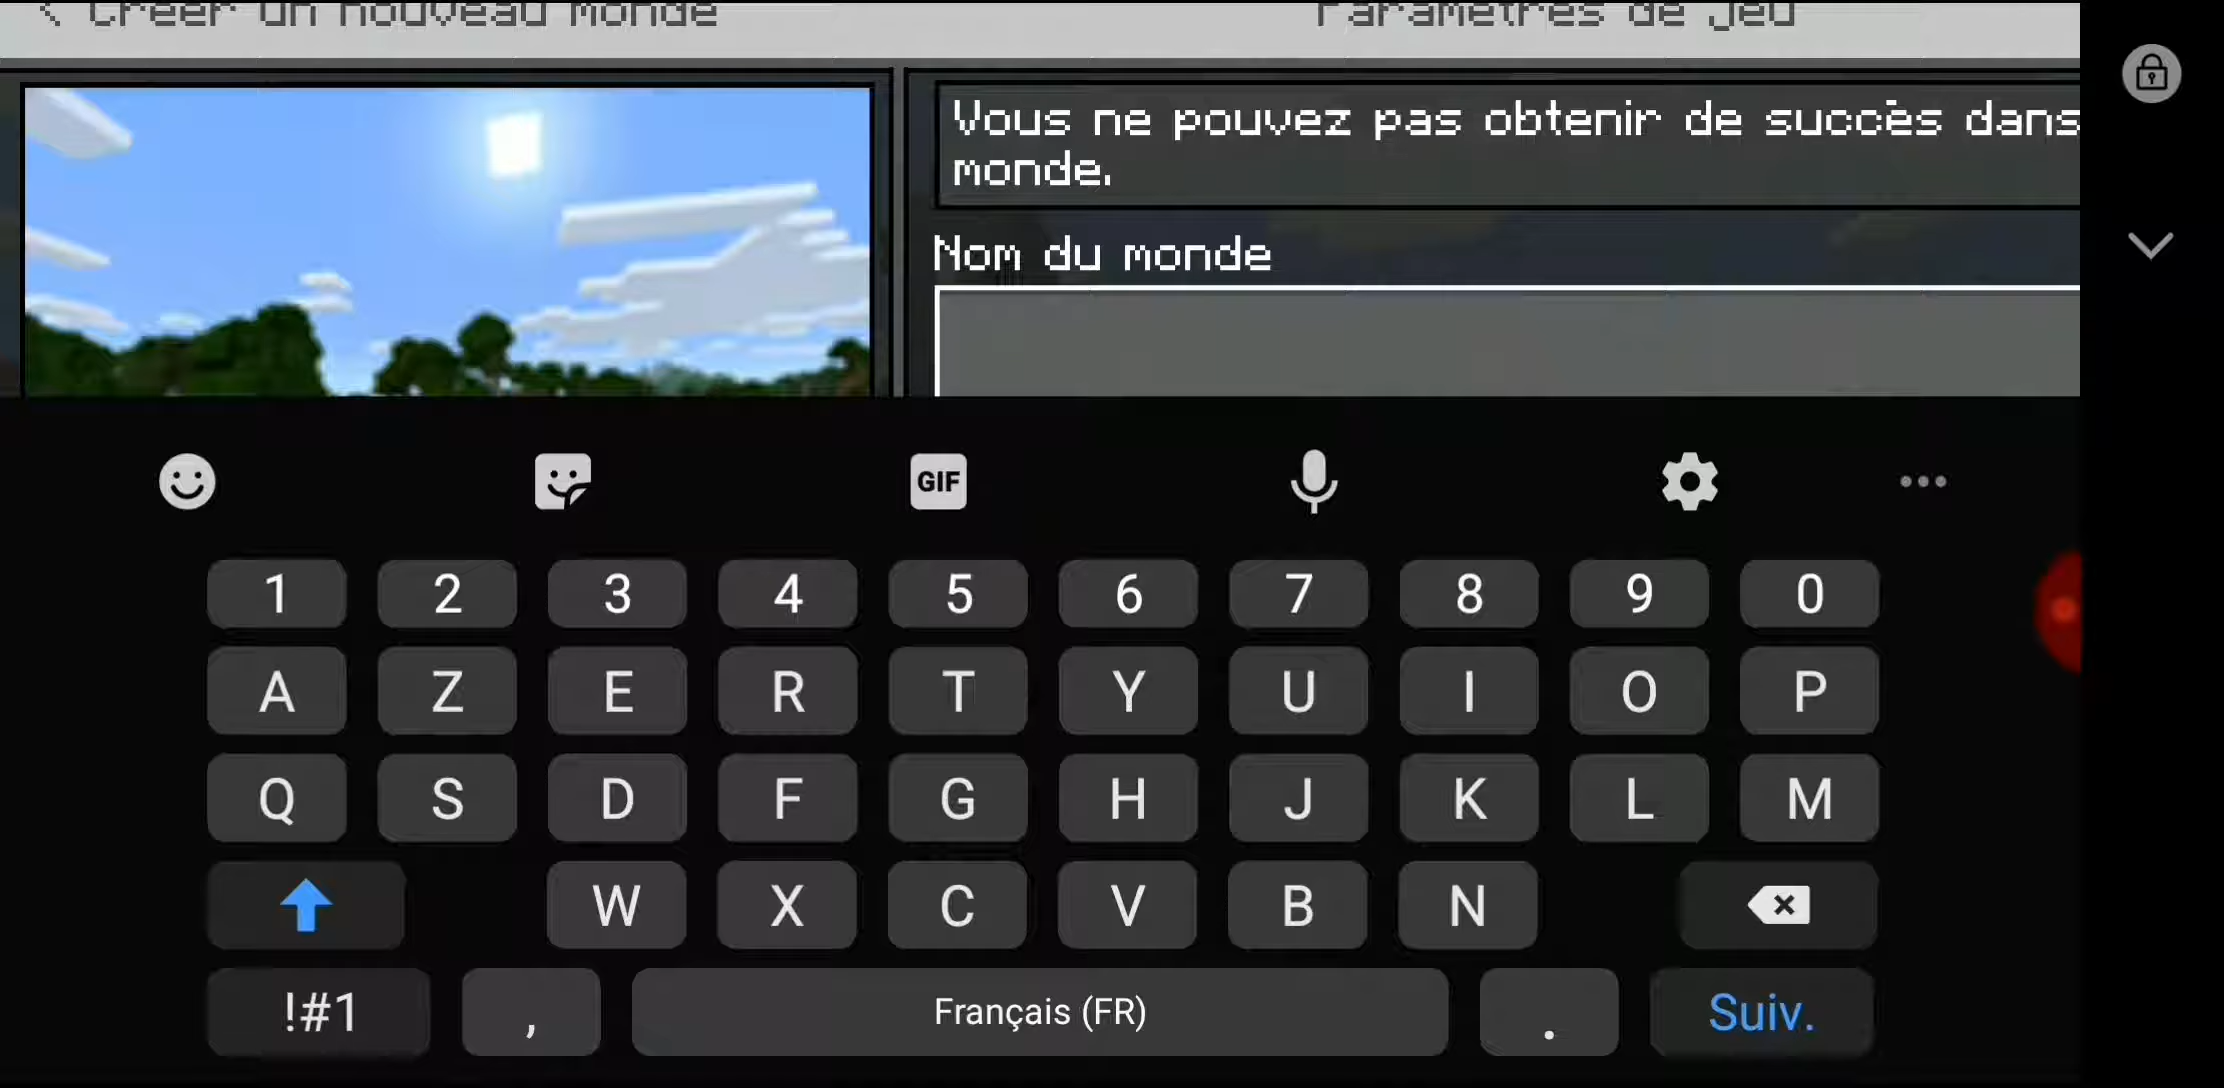 < Créer un nouveau monde
Paramètres de jeu
Vous ne pouvez pas obtenir de succès dans
monde.
Nom du monde
GIF
1 2 3 4 5 6 7 8 9 0
A Z E R T Y U I O P
Q S D F G H J K L M
W X C V B N
!#1 , Français (FR) . Suiv.